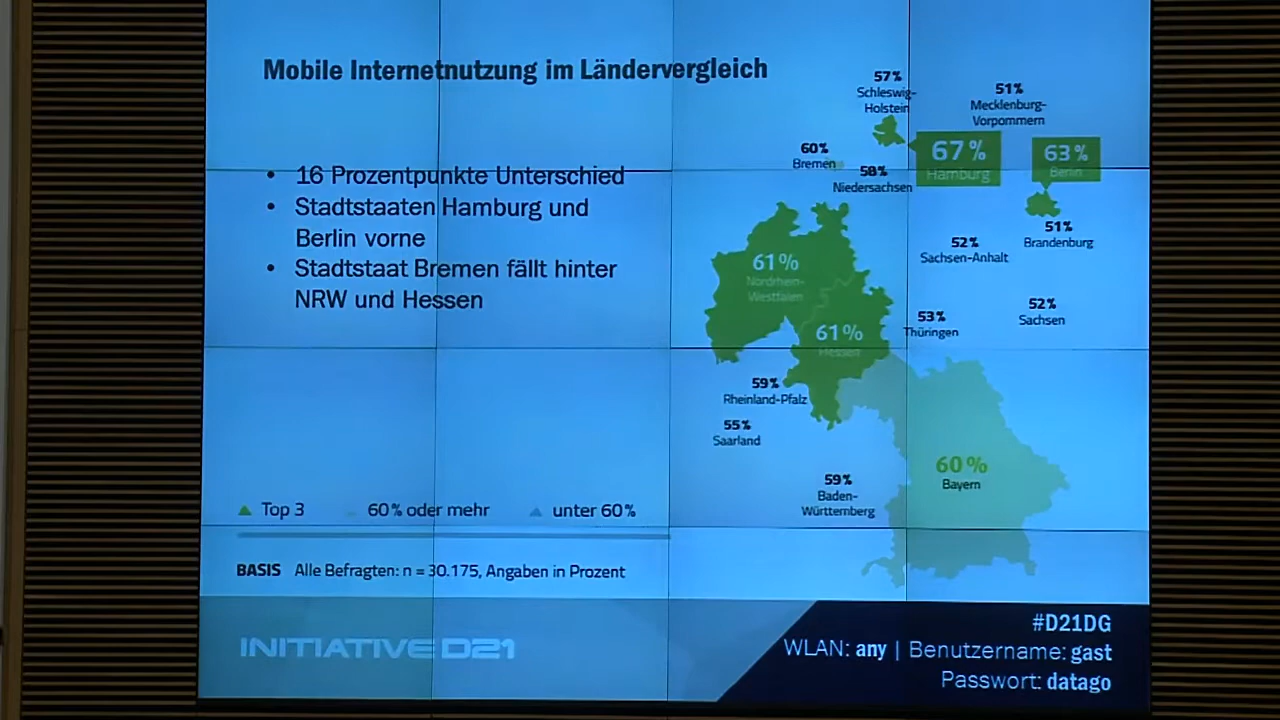 Mobile Internetnutzung im Ländervergleich
• 16 Prozentpunkte Unterschied
• Stadtstaaten Hamburg und
Berlin vorne
• Stadtstaat Bremen fällt hinter
NRW und Hessen
57%
Schleswig-
Holstein
51%
Mecklenburg-
Vorpommern
60%
Bremen
67%
Hamburg
63%
Berlin
58%
Niedersachsen
51%
Brandenburg
52%
Sachsen-Anhalt
61%
Nordrhein-
Westfalen
52%
Sachsen
53%
Thüringen
61%
Hessen
59%
Rheinland-Pfalz
55%
Saarland
60%
Bayern
59%
Baden-
Württemberg
Top 3 60% oder mehr unter 60%
BASIS Alle Befragten: n = 30.175, Angaben in Prozent
INITIATIVE D21
#D21DG
WLAN: any | Benutzername: gast
Passwort: datago